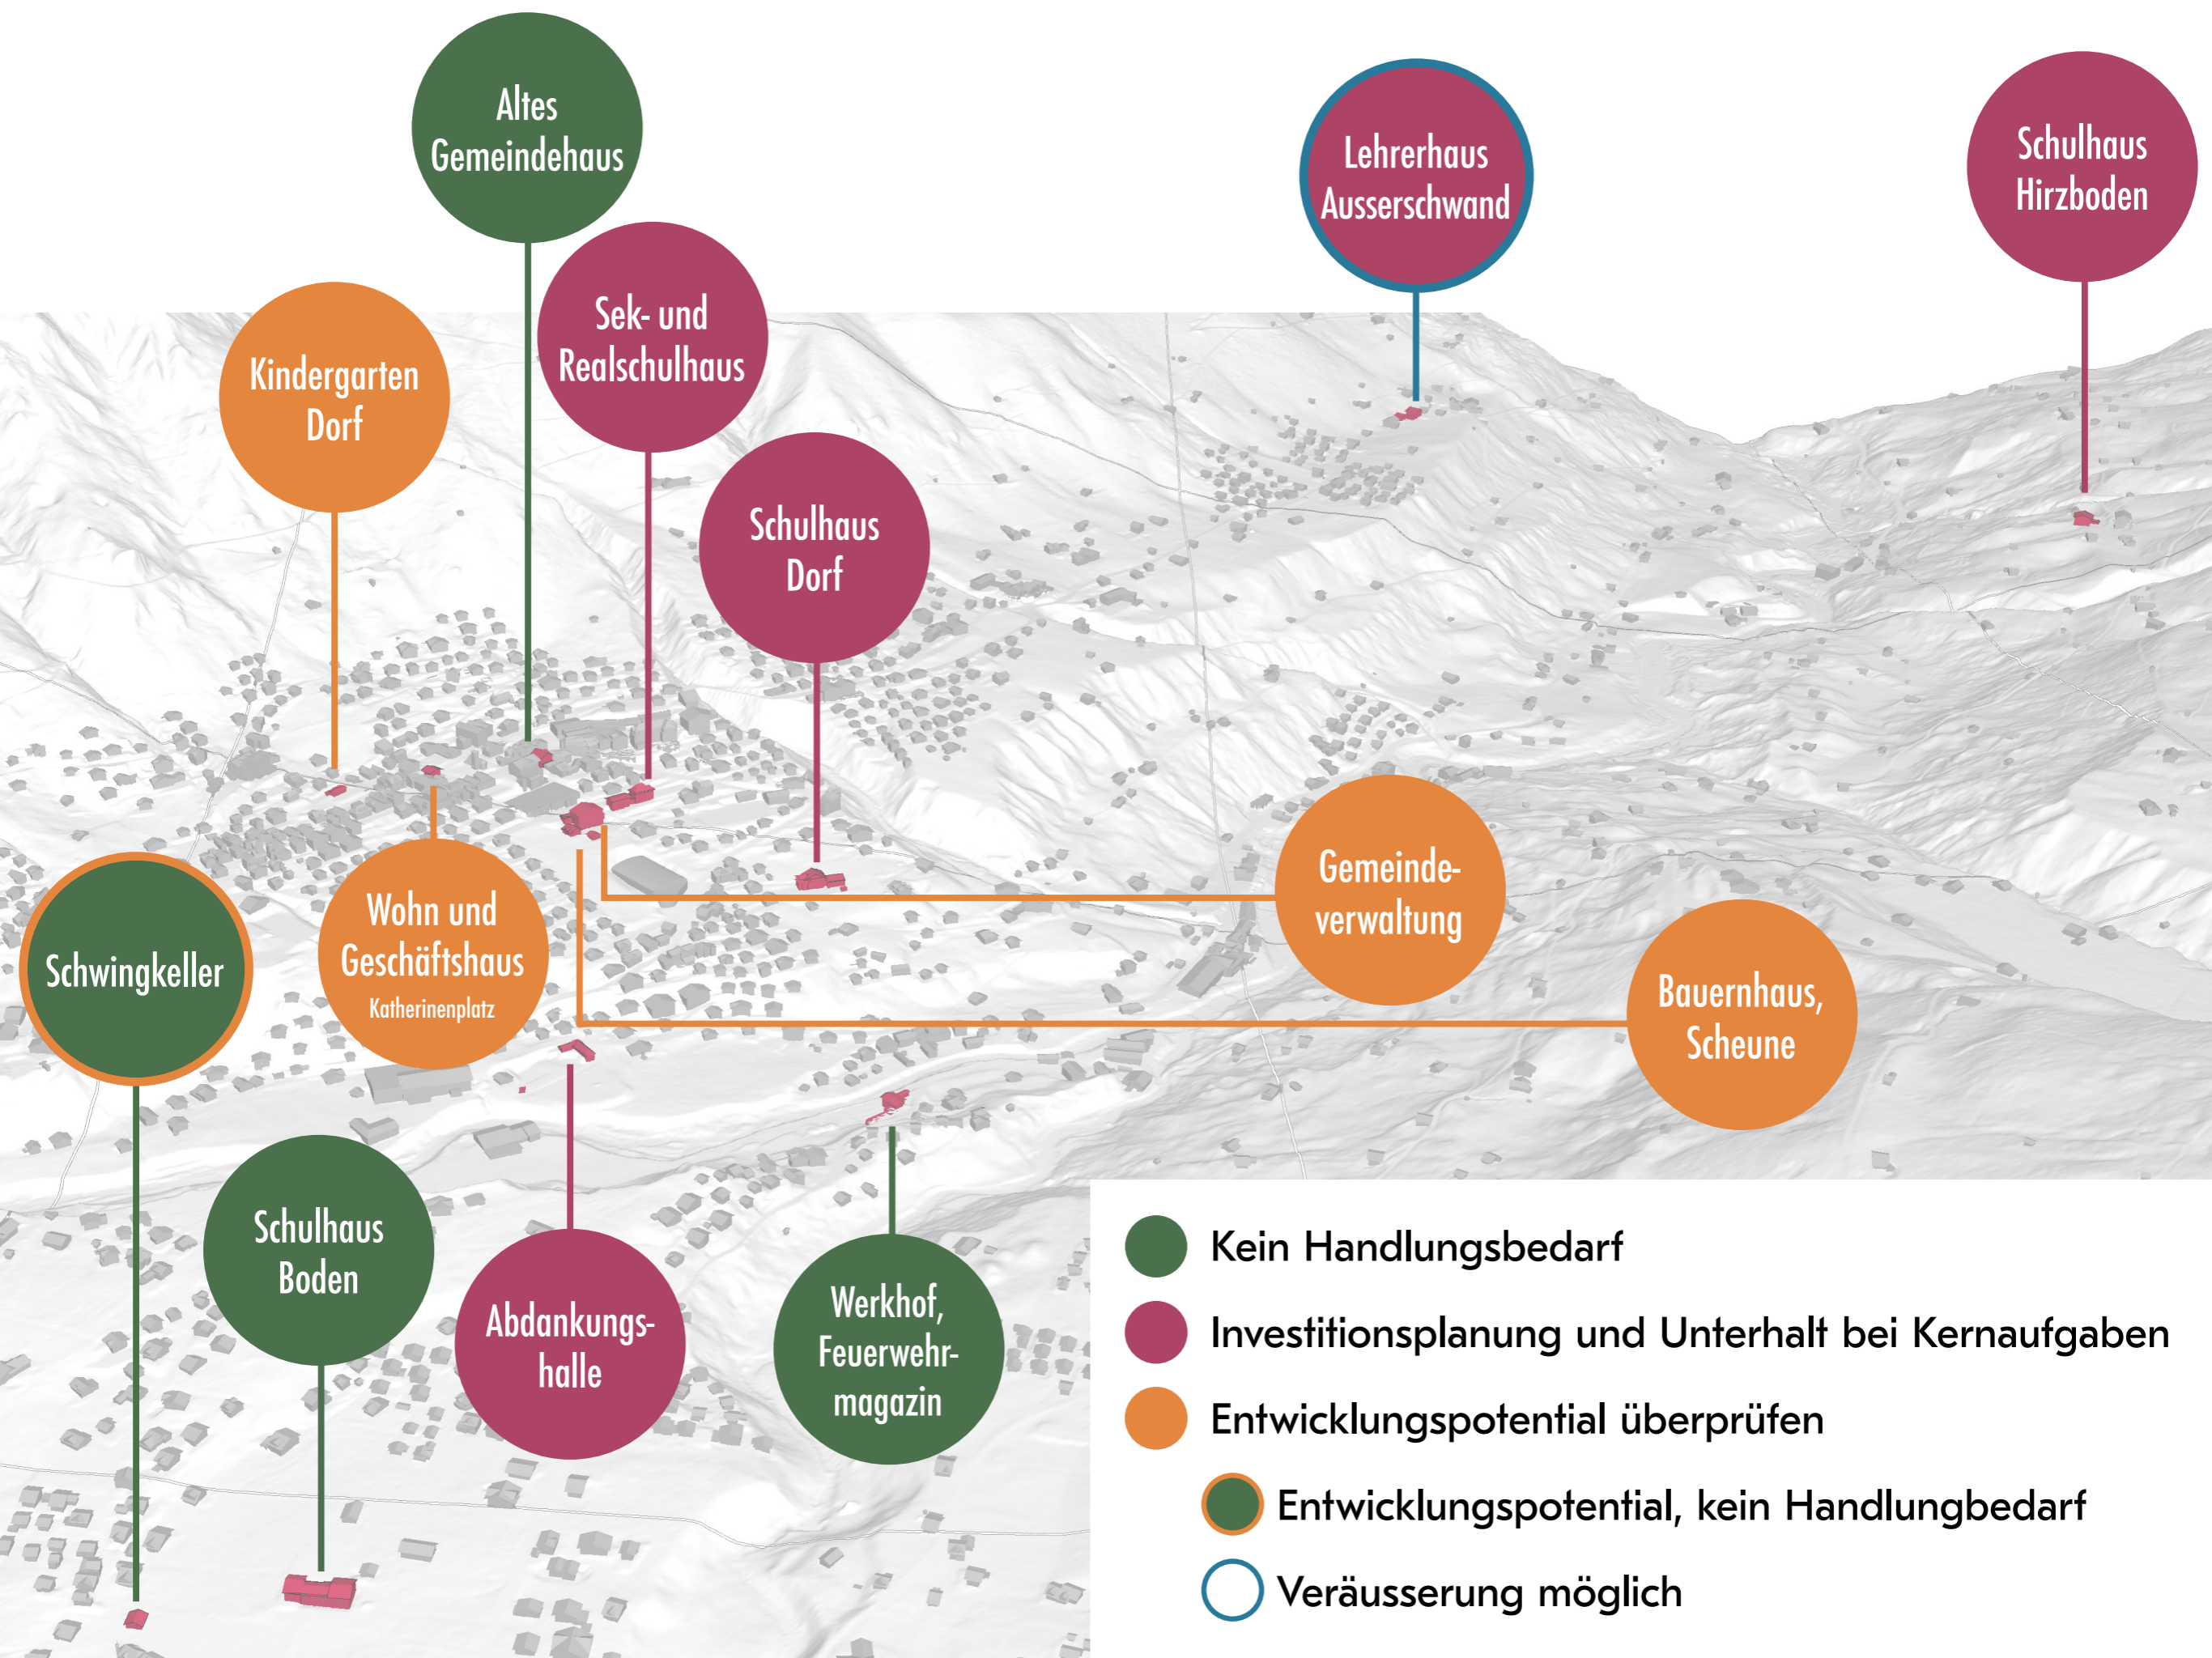 Altes
Gemeindehaus
Lehrerhaus
Ausserschwand
Schulhaus
Hirzboden
Sek- und
Realschulhaus
Kindergarten
Dorf
Schulhaus
Dorf
Gemeinde-
verwaltung
Wohn und
Geschäftshaus
Katherinenplatz
Schwingkeller
Bauernhaus,
Scheune
Schulhaus
Boden
Abdankungs-
halle
Werkhof,
Feuerwehr-
magazin
Kein Handlungsbedarf
Investitionsplanung und Unterhalt bei Kernaufgaben
Entwicklungspotential überprüfen
Entwicklungspotential, kein Handlungbedarf
Veräusserung möglich